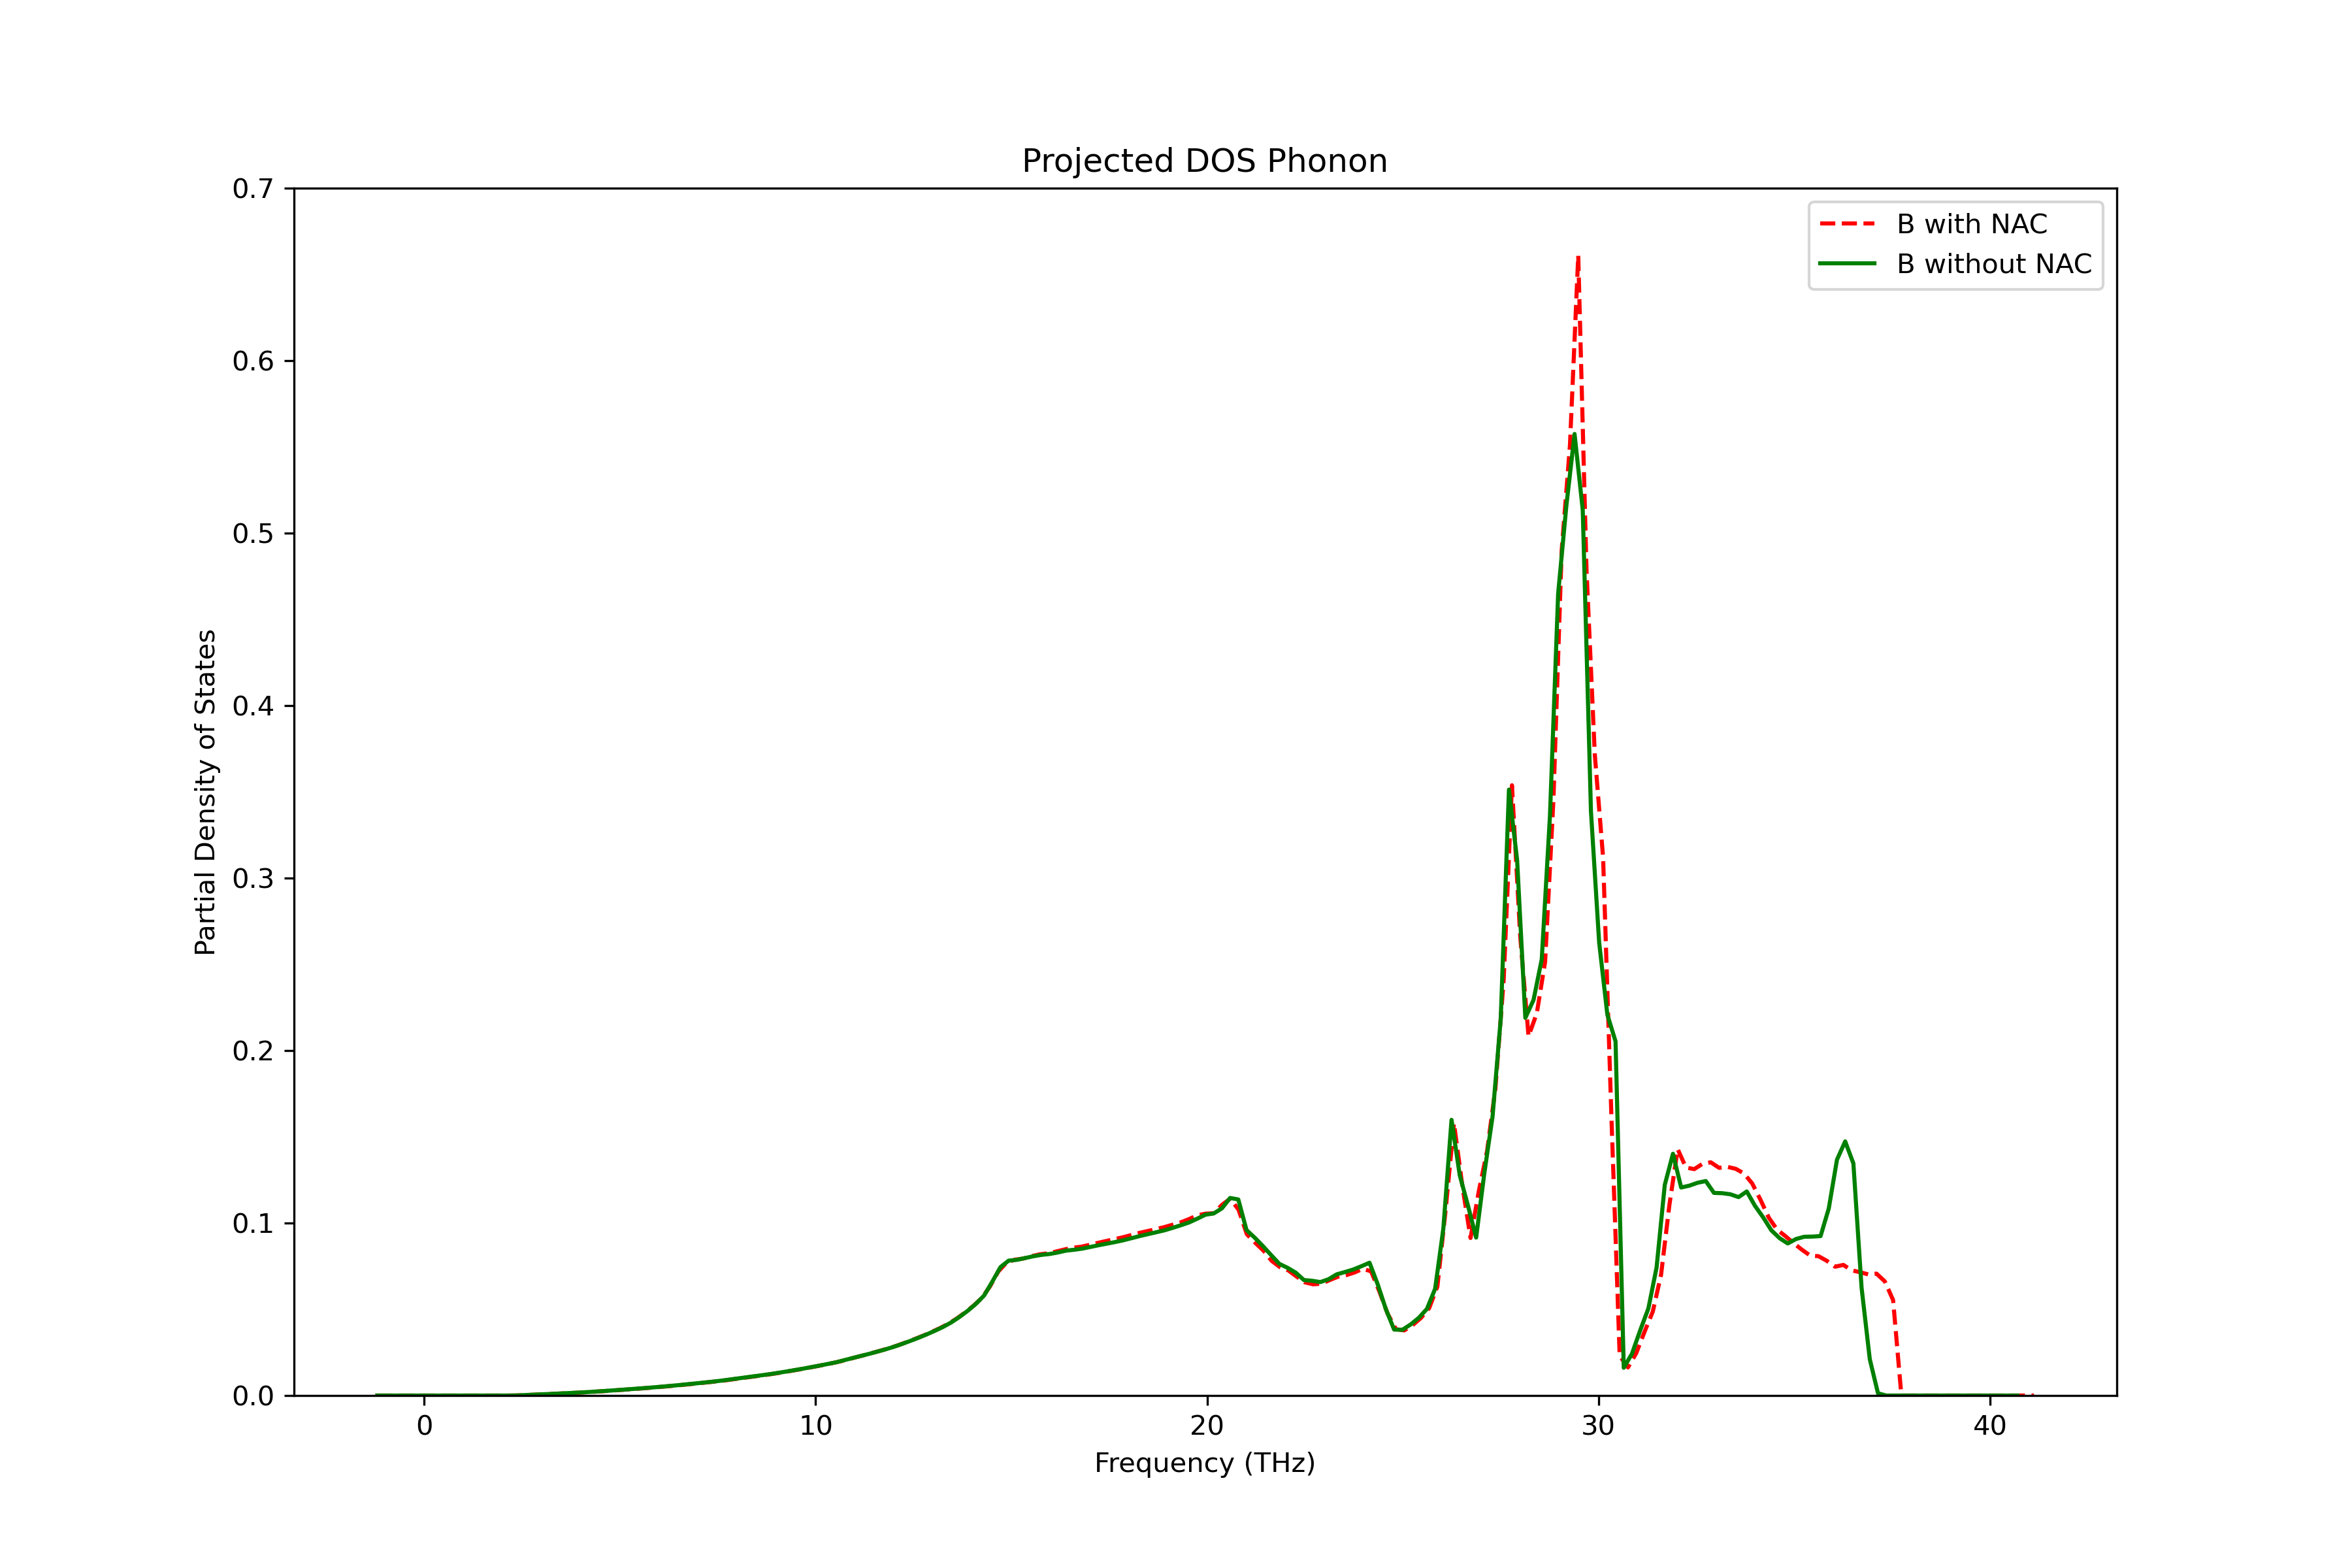 Projected DOS Phonon
B with NAC
B without NAC
Partial Density of States
0.7
0.6
0.5
0.4
0.3
0.2
0.1
0.0
0 10 20 30 40
Frequency (THz)